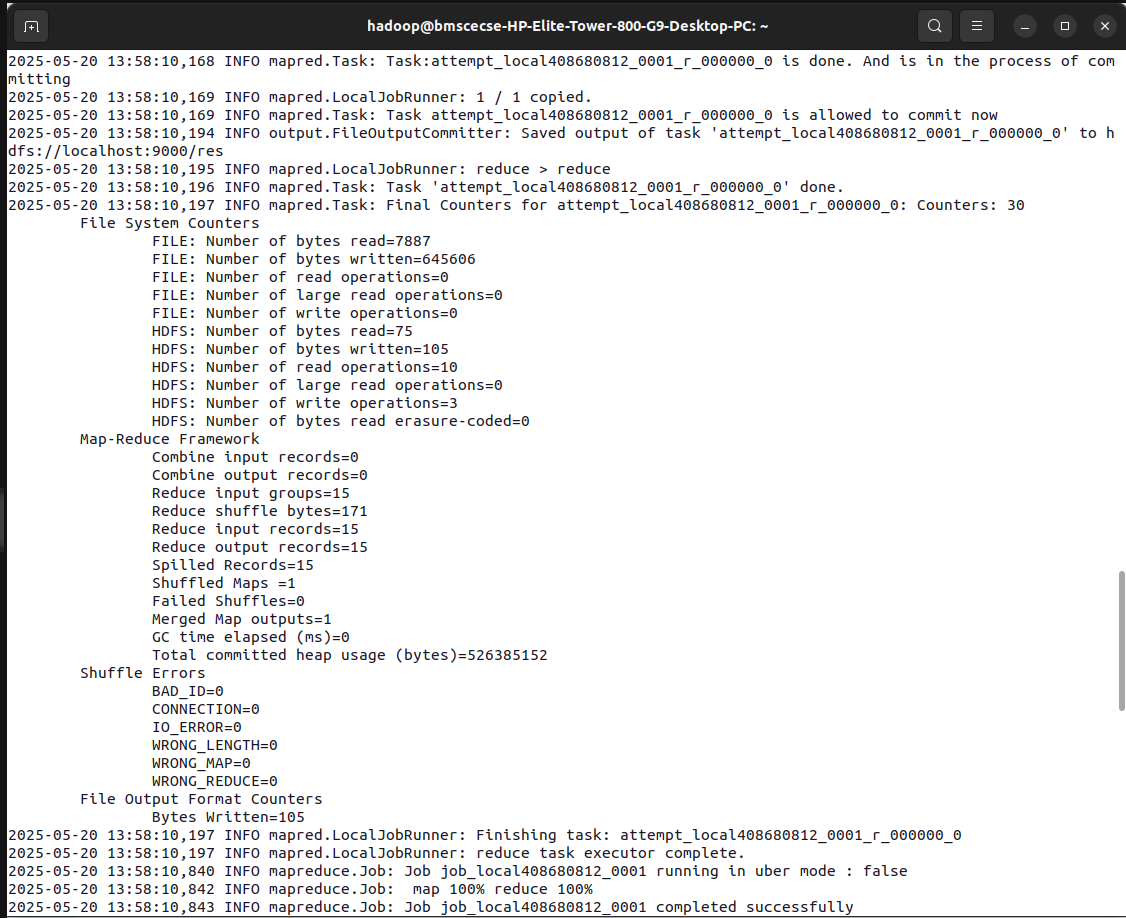 hadoop@bmscecse-HP-Elite-Tower-800-G9-Desktop-PC: ~
2025-05-20 13:58:10,168 INFO mapred.Task: Task:attempt_local408680812_0001_r_000000_0 is done. And is in the process of com
mitting
2025-05-20 13:58:10,169 INFO mapred.LocalJobRunner: 1 / 1 copied.
2025-05-20 13:58:10,169 INFO mapred.Task: Task attempt_local408680812_0001_r_000000_0 is allowed to commit now
2025-05-20 13:58:10,194 INFO output.FileOutputCommitter: Saved output of task 'attempt_local408680812_0001_r_000000_0' to h
dfs://localhost:9000/res
2025-05-20 13:58:10,195 INFO mapred.LocalJobRunner: reduce > reduce
2025-05-20 13:58:10,196 INFO mapred.Task: Task 'attempt_local408680812_0001_r_000000_0' done.
2025-05-20 13:58:10,197 INFO mapred.Task: Final Counters for attempt_local408680812_0001_r_000000_0: Counters: 30
File System Counters
FILE: Number of bytes read=7887
FILE: Number of bytes written=645606
FILE: Number of read operations=0
FILE: Number of large read operations=0
FILE: Number of write operations=0
HDFS: Number of bytes read=75
HDFS: Number of bytes written=105
HDFS: Number of read operations=10
HDFS: Number of large read operations=0
HDFS: Number of write operations=3
HDFS: Number of bytes read erasure-coded=0
Map-Reduce Framework
Combine input records=0
Combine output records=0
Reduce input groups=15
Reduce shuffle bytes=171
Reduce input records=15
Reduce output records=15
Spilled Records=15
Shuffled Maps =1
Failed Shuffles=0
Merged Map outputs=1
GC time elapsed (ms)=0
Total committed heap usage (bytes)=526385152
Shuffle Errors
BAD_ID=0
CONNECTION=0
IO_ERROR=0
WRONG_LENGTH=0
WRONG_MAP=0
WRONG_REDUCE=0
File Output Format Counters
Bytes Written=105
2025-05-20 13:58:10,197 INFO mapred.LocalJobRunner: Finishing task: attempt_local408680812_0001_r_000000_0
2025-05-20 13:58:10,197 INFO mapred.LocalJobRunner: reduce task executor complete.
2025-05-20 13:58:10,840 INFO mapreduce.Job: Job job_local408680812_0001 running in uber mode : false
2025-05-20 13:58:10,842 INFO mapreduce.Job:  map 100% reduce 100%
2025-05-20 13:58:10,843 INFO mapreduce.Job: Job job_local408680812_0001 completed successfully